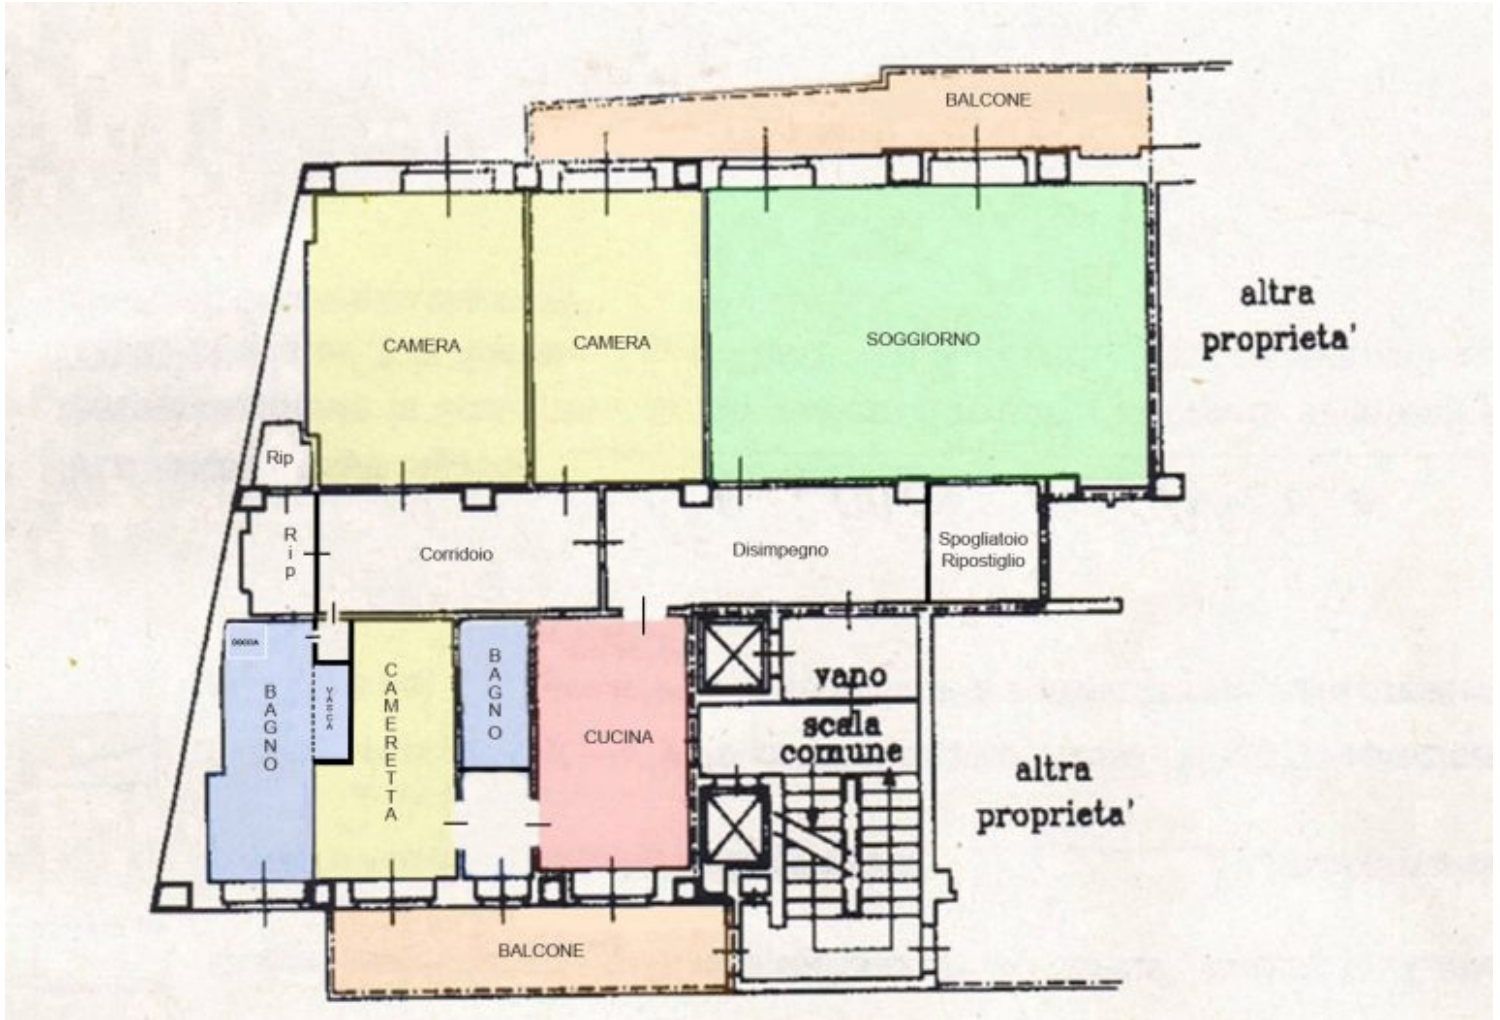 BALCONE
altra
proprieta'
CAMERA
CAMERA
SOGGIORNO
Rip
Rip
Corridoio
Disimpegno
Spogliatoio
Ripostiglio
BAGNO
VASCA
CAMERETTA
BAGNO
CUCINA
vano
scala
comune
altra
proprieta'
BALCONE